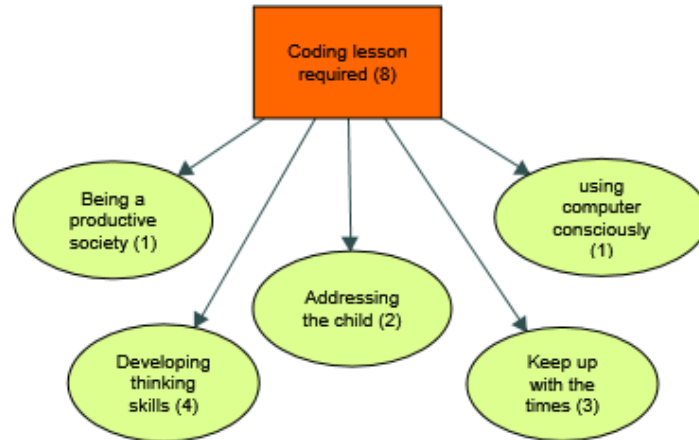 Coding lesson
required (8)
Being a
productive
society (1)
using
computer
consciously
(1)
Addressing
the child (2)
Developing
thinking
skills (4)
Keep up
with the
times (3)